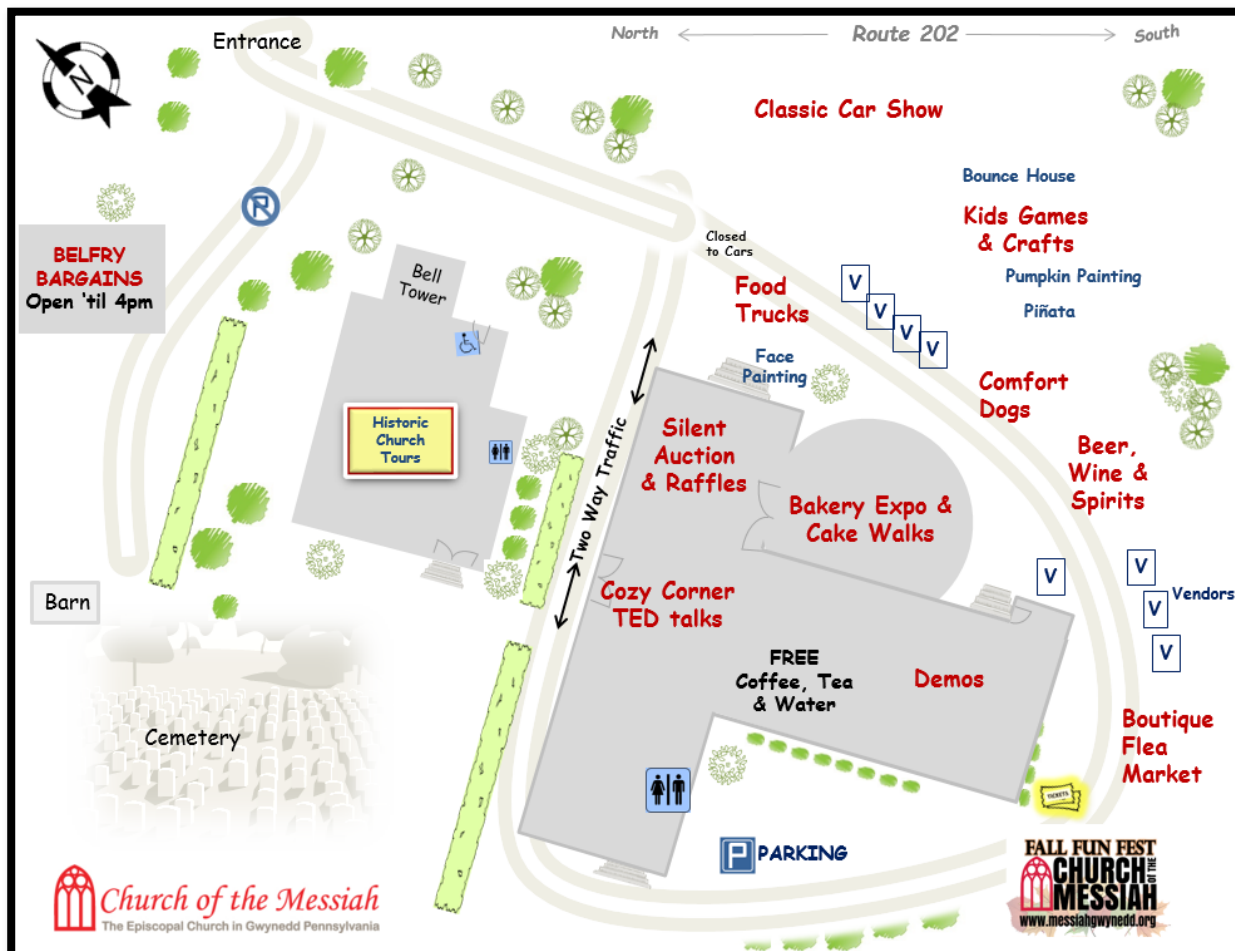 North
Route 202
South
Entrance
N
Classic Car Show
Bounce House
Kids Games
& Crafts
Pumpkin Painting
Piñata
P
BELFRY
BARGAINS
Open 'til 4pm
Bell
Tower
Closed
to Cars
Food
Trucks
V
V
V
V
Face
Painting
Comfort
Dogs
Historic
Church
Tours
Two Way Traffic
Silent
Auction
& Raffles
Beer,
Wine &
Spirits
Bakery Expo &
Cake Walks
V
V
Vendors
V
V
Barn
Cozy Corner
TED talks
FREE
Coffee, Tea
& Water
Demos
Boutique
Flea
Market
Cemetery
TICKETS
P PARKING
Church of the Messiah
The Episcopal Church in Gwynedd Pennsylvania
FALL FUN FEST
CHURCH OF THE
MESSIAH
www.messiahgwynedd.org